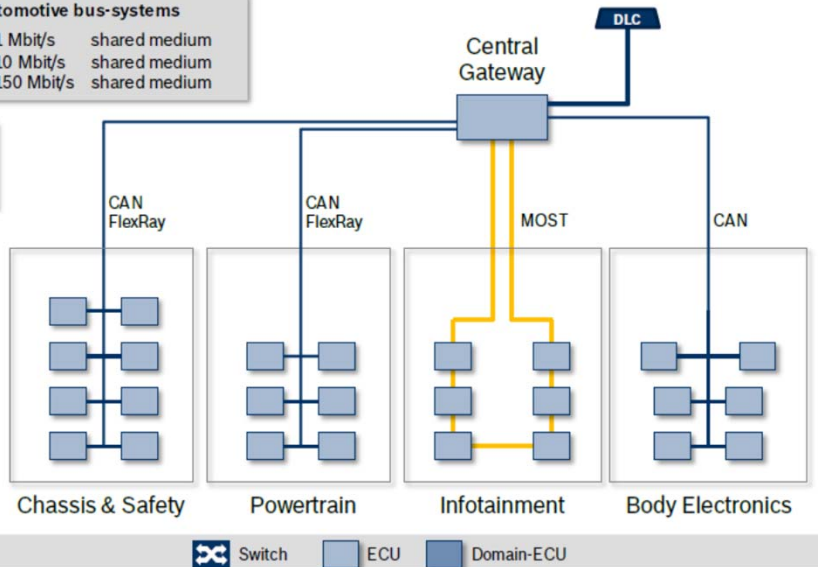 tomotive bus-systems
1 Mbit/s shared medium
10 Mbit/s shared medium
150 Mbit/s shared medium
DLC
Central
Gateway
CAN
FlexRay
CAN
FlexRay
MOST
CAN
Chassis & Safety
Powertrain
Infotainment
Body Electronics
Switch
ECU
Domain-ECU